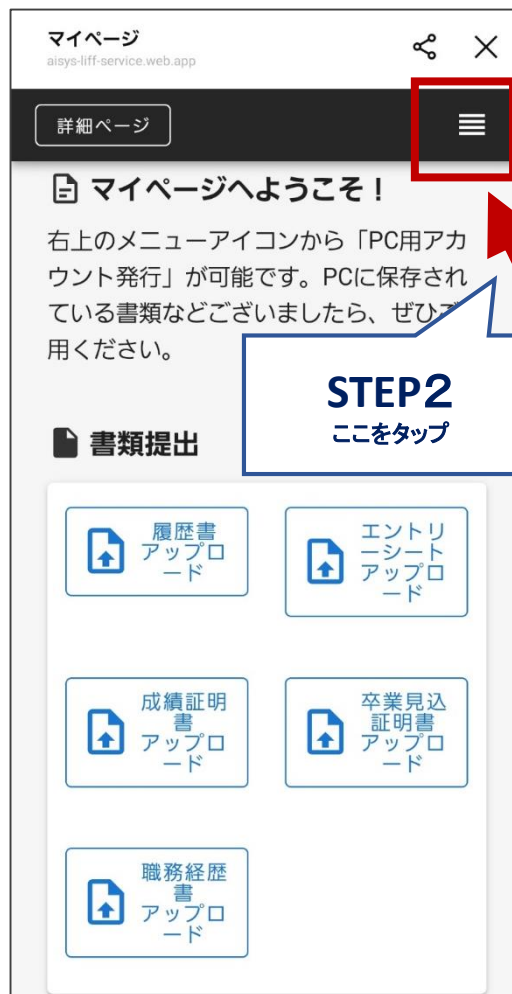 マイページ
aisys-liff-service.web.app
詳細ページ
マイページへようこそ！
右上のメニューアイコンから「PC用アカ
ウント発行」が可能です。PCに保存され
ている書類などございましたら、ぜひ
用ください。
STEP２
ここをタップ
書類提出
履歴書
アップロ
ード
エントリ
ーシート
アップロ
ード
成績証明
書
アップロ
ード
卒業見込
証明書
アップロ
ード
職務経歴
書
アップロ
ード